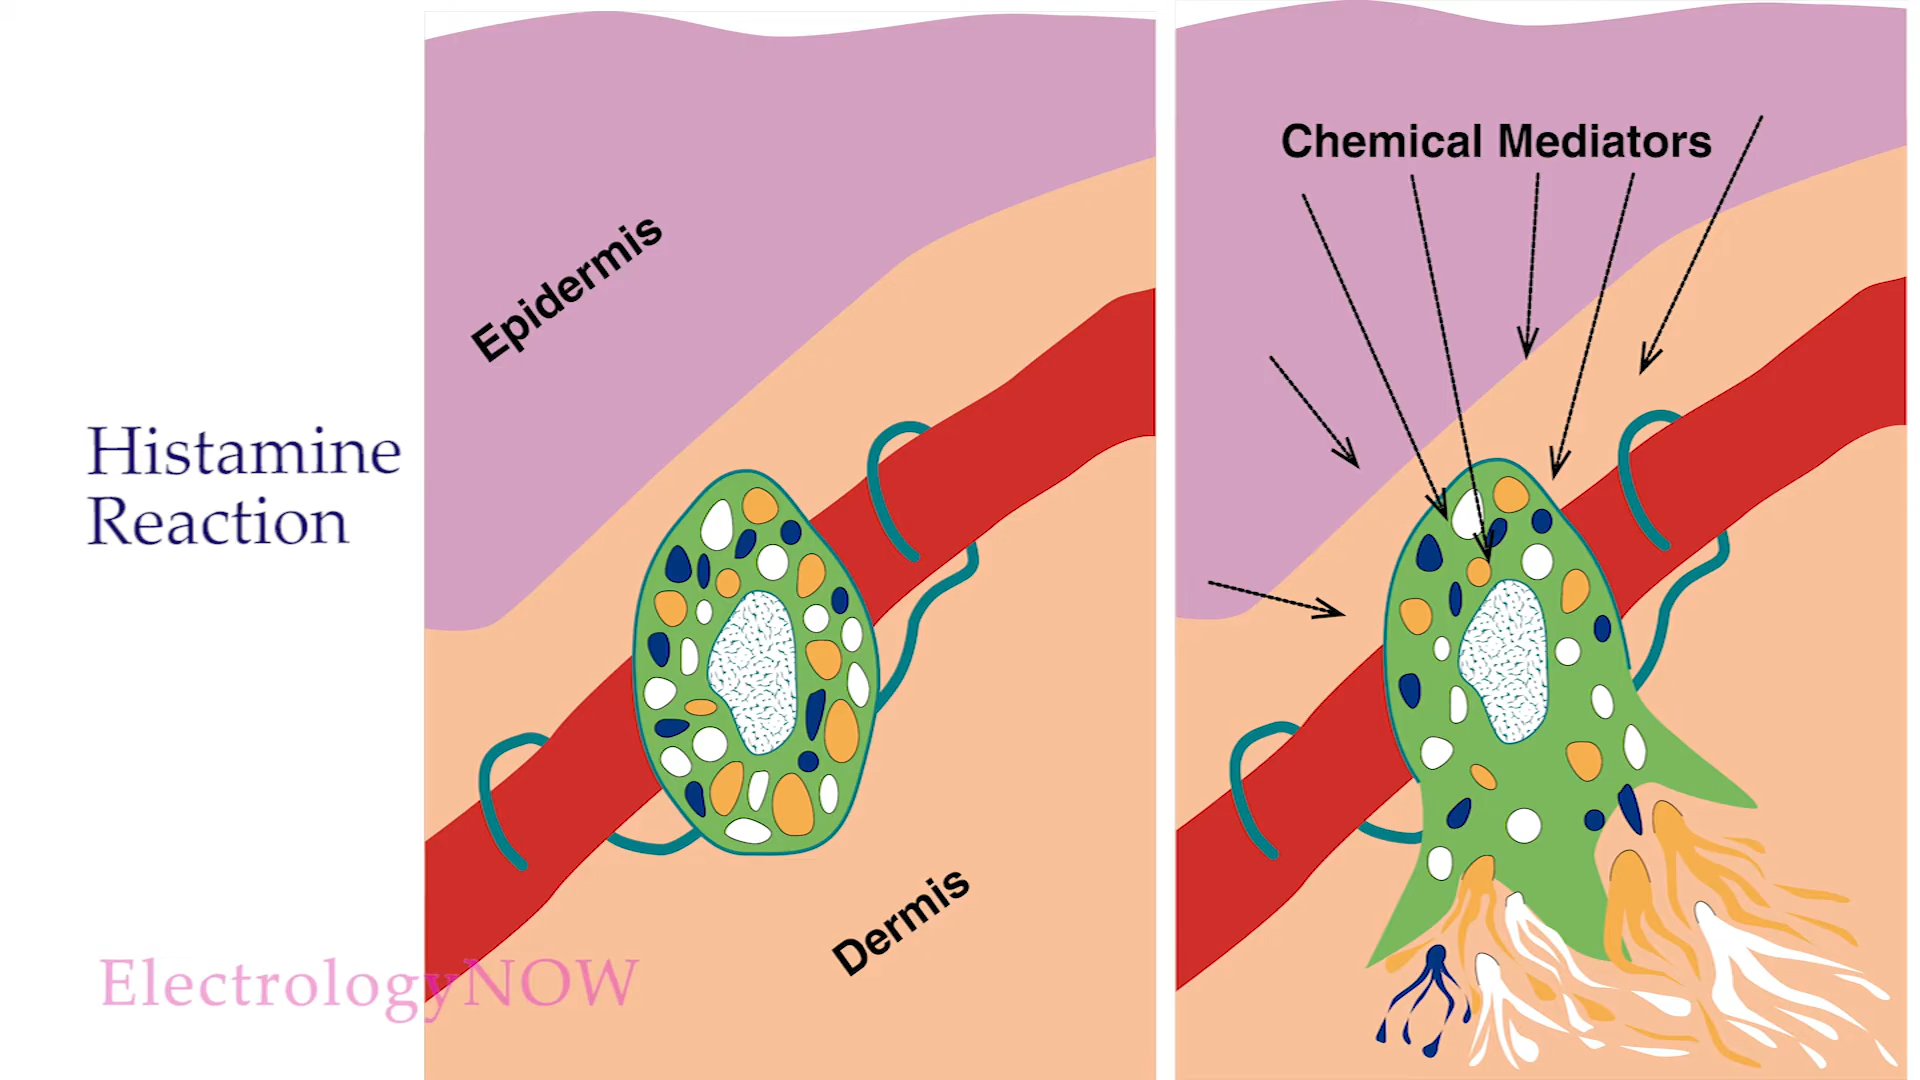 Histamine
Reaction
Epidermis
Dermis
Chemical Mediators
ElectrologyNOW